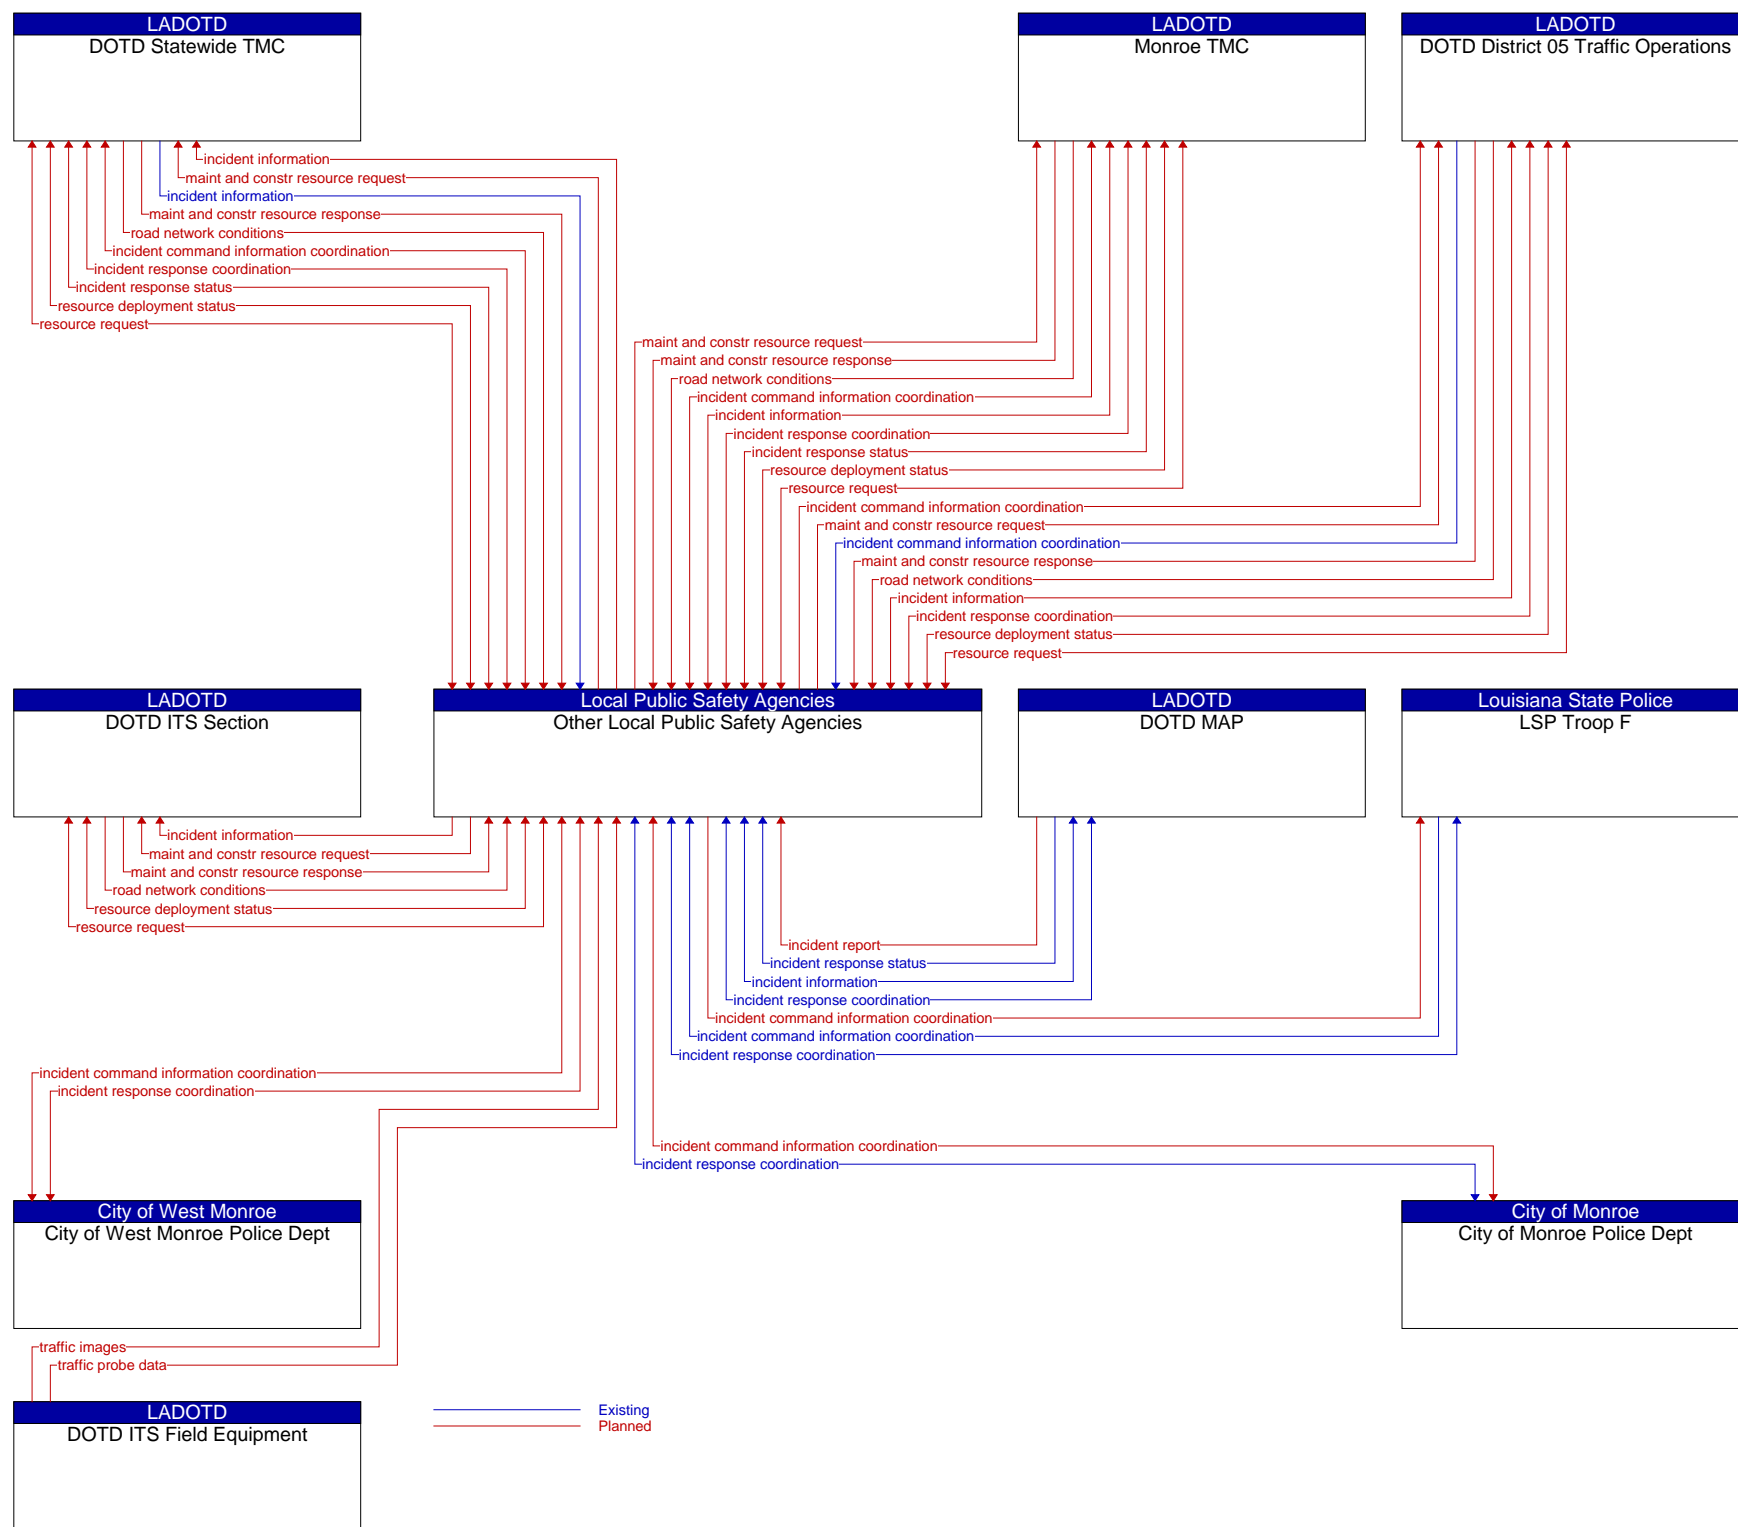 LADOTD
DOTD Statewide TMC
LADOTD
Monroe TMC
LADOTD
DOTD District 05 Traffic Operations
incident information
maint and constr resource request
incident information
maint and constr resource response
road network conditions
incident command information coordination
incident response coordination
incident response status
resource deployment status
resource request
maint and constr resource request
maint and constr resource response
road network conditions
incident command information coordination
incident information
incident response coordination
incident response status
resource deployment status
resource request
incident command information coordination
maint and constr resource request
incident command information coordination
maint and constr resource response
road network conditions
incident information
incident response coordination
resource deployment status
resource request
LADOTD
DOTD ITS Section
Local Public Safety Agencies
Other Local Public Safety Agencies
LADOTD
DOTD MAP
Louisiana State Police
LSP Troop F
incident information
maint and constr resource request
maint and constr resource response
road network conditions
resource deployment status
resource request
incident report
incident response status
incident information
incident response coordination
incident command information coordination
incident command information coordination
incident response coordination
incident command information coordination
incident response coordination
incident command information coordination
incident response coordination
City of West Monroe
City of West Monroe Police Dept
City of Monroe
City of Monroe Police Dept
traffic images
traffic probe data
LADOTD
DOTD ITS Field Equipment
Existing
Planned